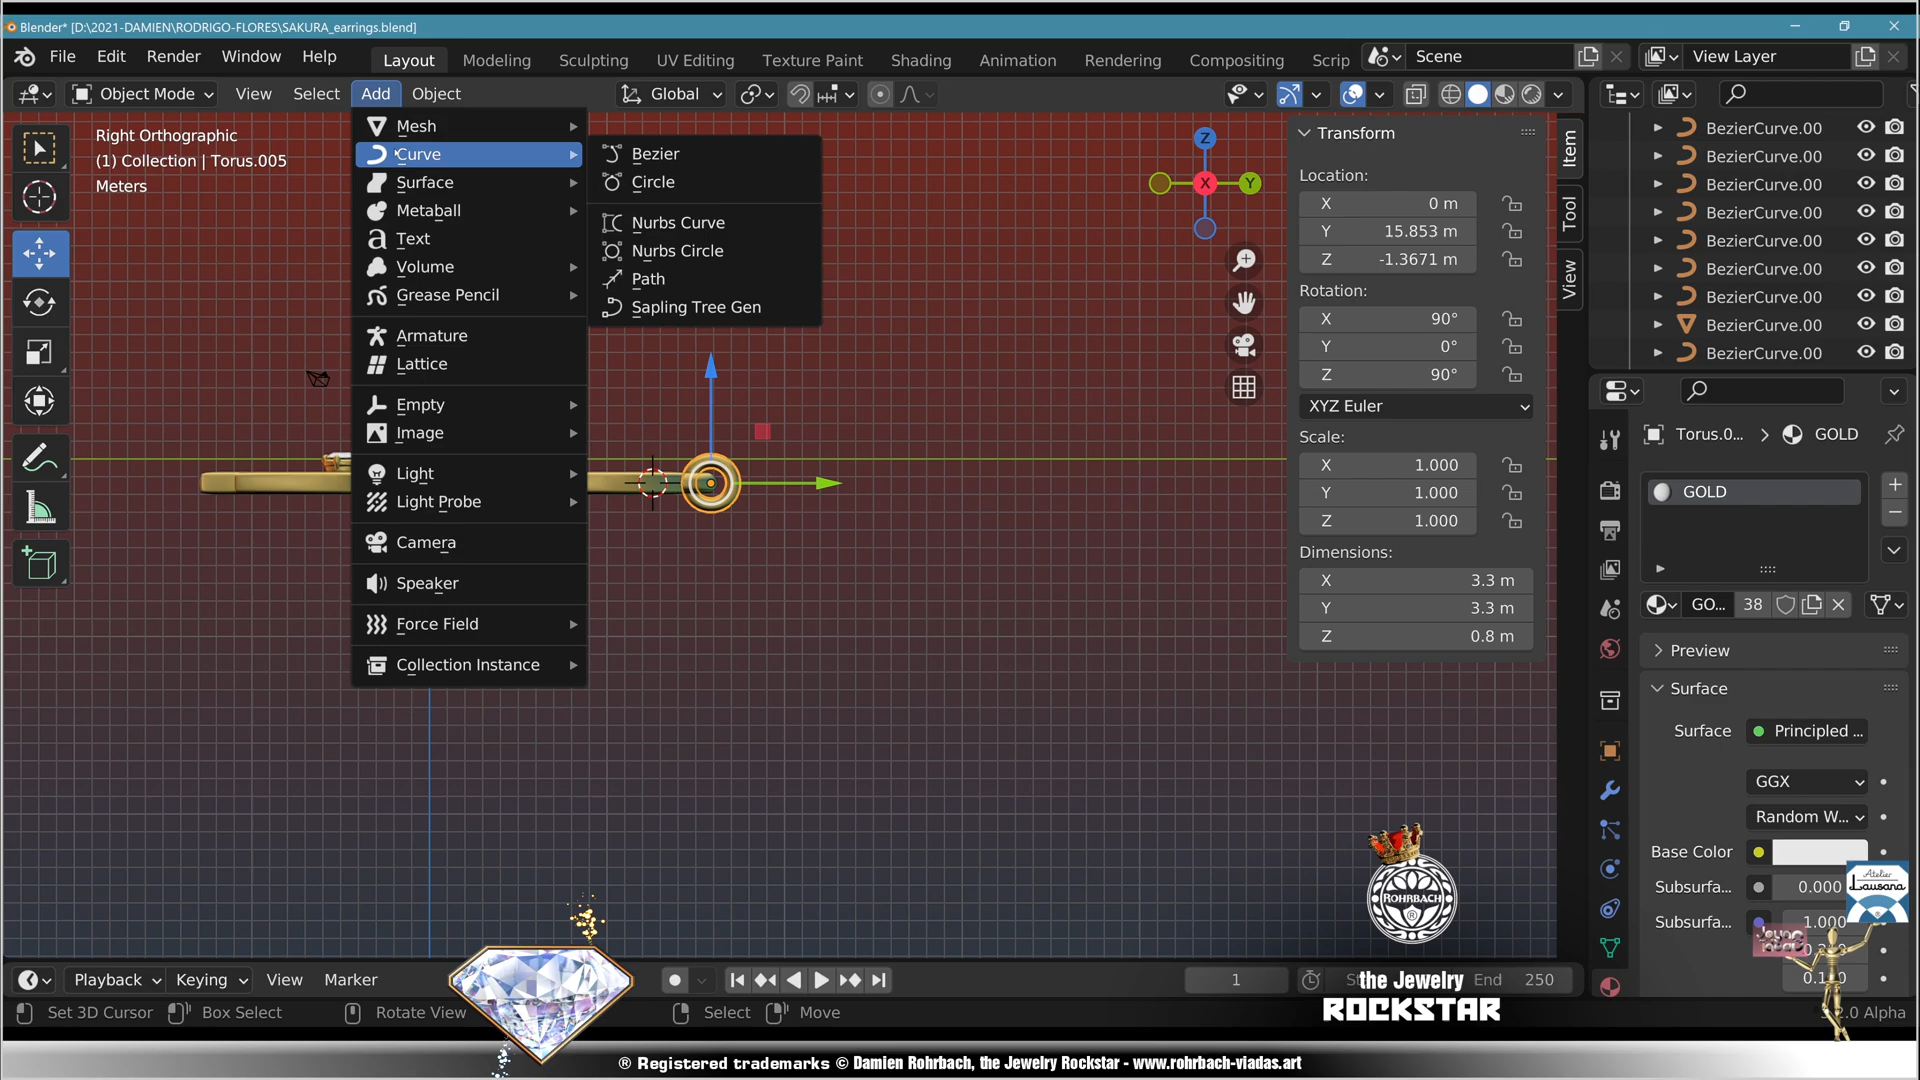 Blender* [D:\2021-DAMIEN\RODRIGO-FLORES\SAKURA_earrings.blend]
File Edit Render Window Help Layout Modeling Sculpting UV Editing Texture Paint Shading Animation Rendering Compositing Scrip Scene View Layer
Object Mode View Select Add Object Global
Right Orthographic
(1) Collection | Torus.005
Meters
Mesh
Curve
Surface
Metaball
Text
Volume
Grease Pencil
Armature
Lattice
Empty
Image
Light
Light Probe
Camera
Speaker
Force Field
Collection Instance
Bezier
Circle
Nurbs Curve
Nurbs Circle
Path
Sapling Tree Gen
Z
X
Y
Transform
Location:
X 0 m
Y 15.853 m
Z -1.3671 m
Rotation:
X 90°
Y 0°
Z 90°
XYZ Euler
Scale:
X 1.000
Y 1.000
Z 1.000
Dimensions:
X 3.3 m
Y 3.3 m
Z 0.8 m
Item
Tool
View
BezierCurve.00
BezierCurve.00
BezierCurve.00
BezierCurve.00
BezierCurve.00
BezierCurve.00
BezierCurve.00
BezierCurve.00
BezierCurve.00
Torus.0... GOLD
GOLD
GO... 38
Preview
Surface
Surface Principled ...
GGX
Random W...
Base Color
Subsurfa... 0.000
Subsurfa... 1.000
Atelier
Lausana
ROHRBACH
®
Playback Keying View Marker 1 End 250
the Jewelry
ROCKSTAR
Set 3D Cursor Box Select Rotate View Select Move 2.0 Alpha
® Registered trademarks © Damien Rohrbach, the Jewelry Rockstar - www.rohrbach-viadas.art